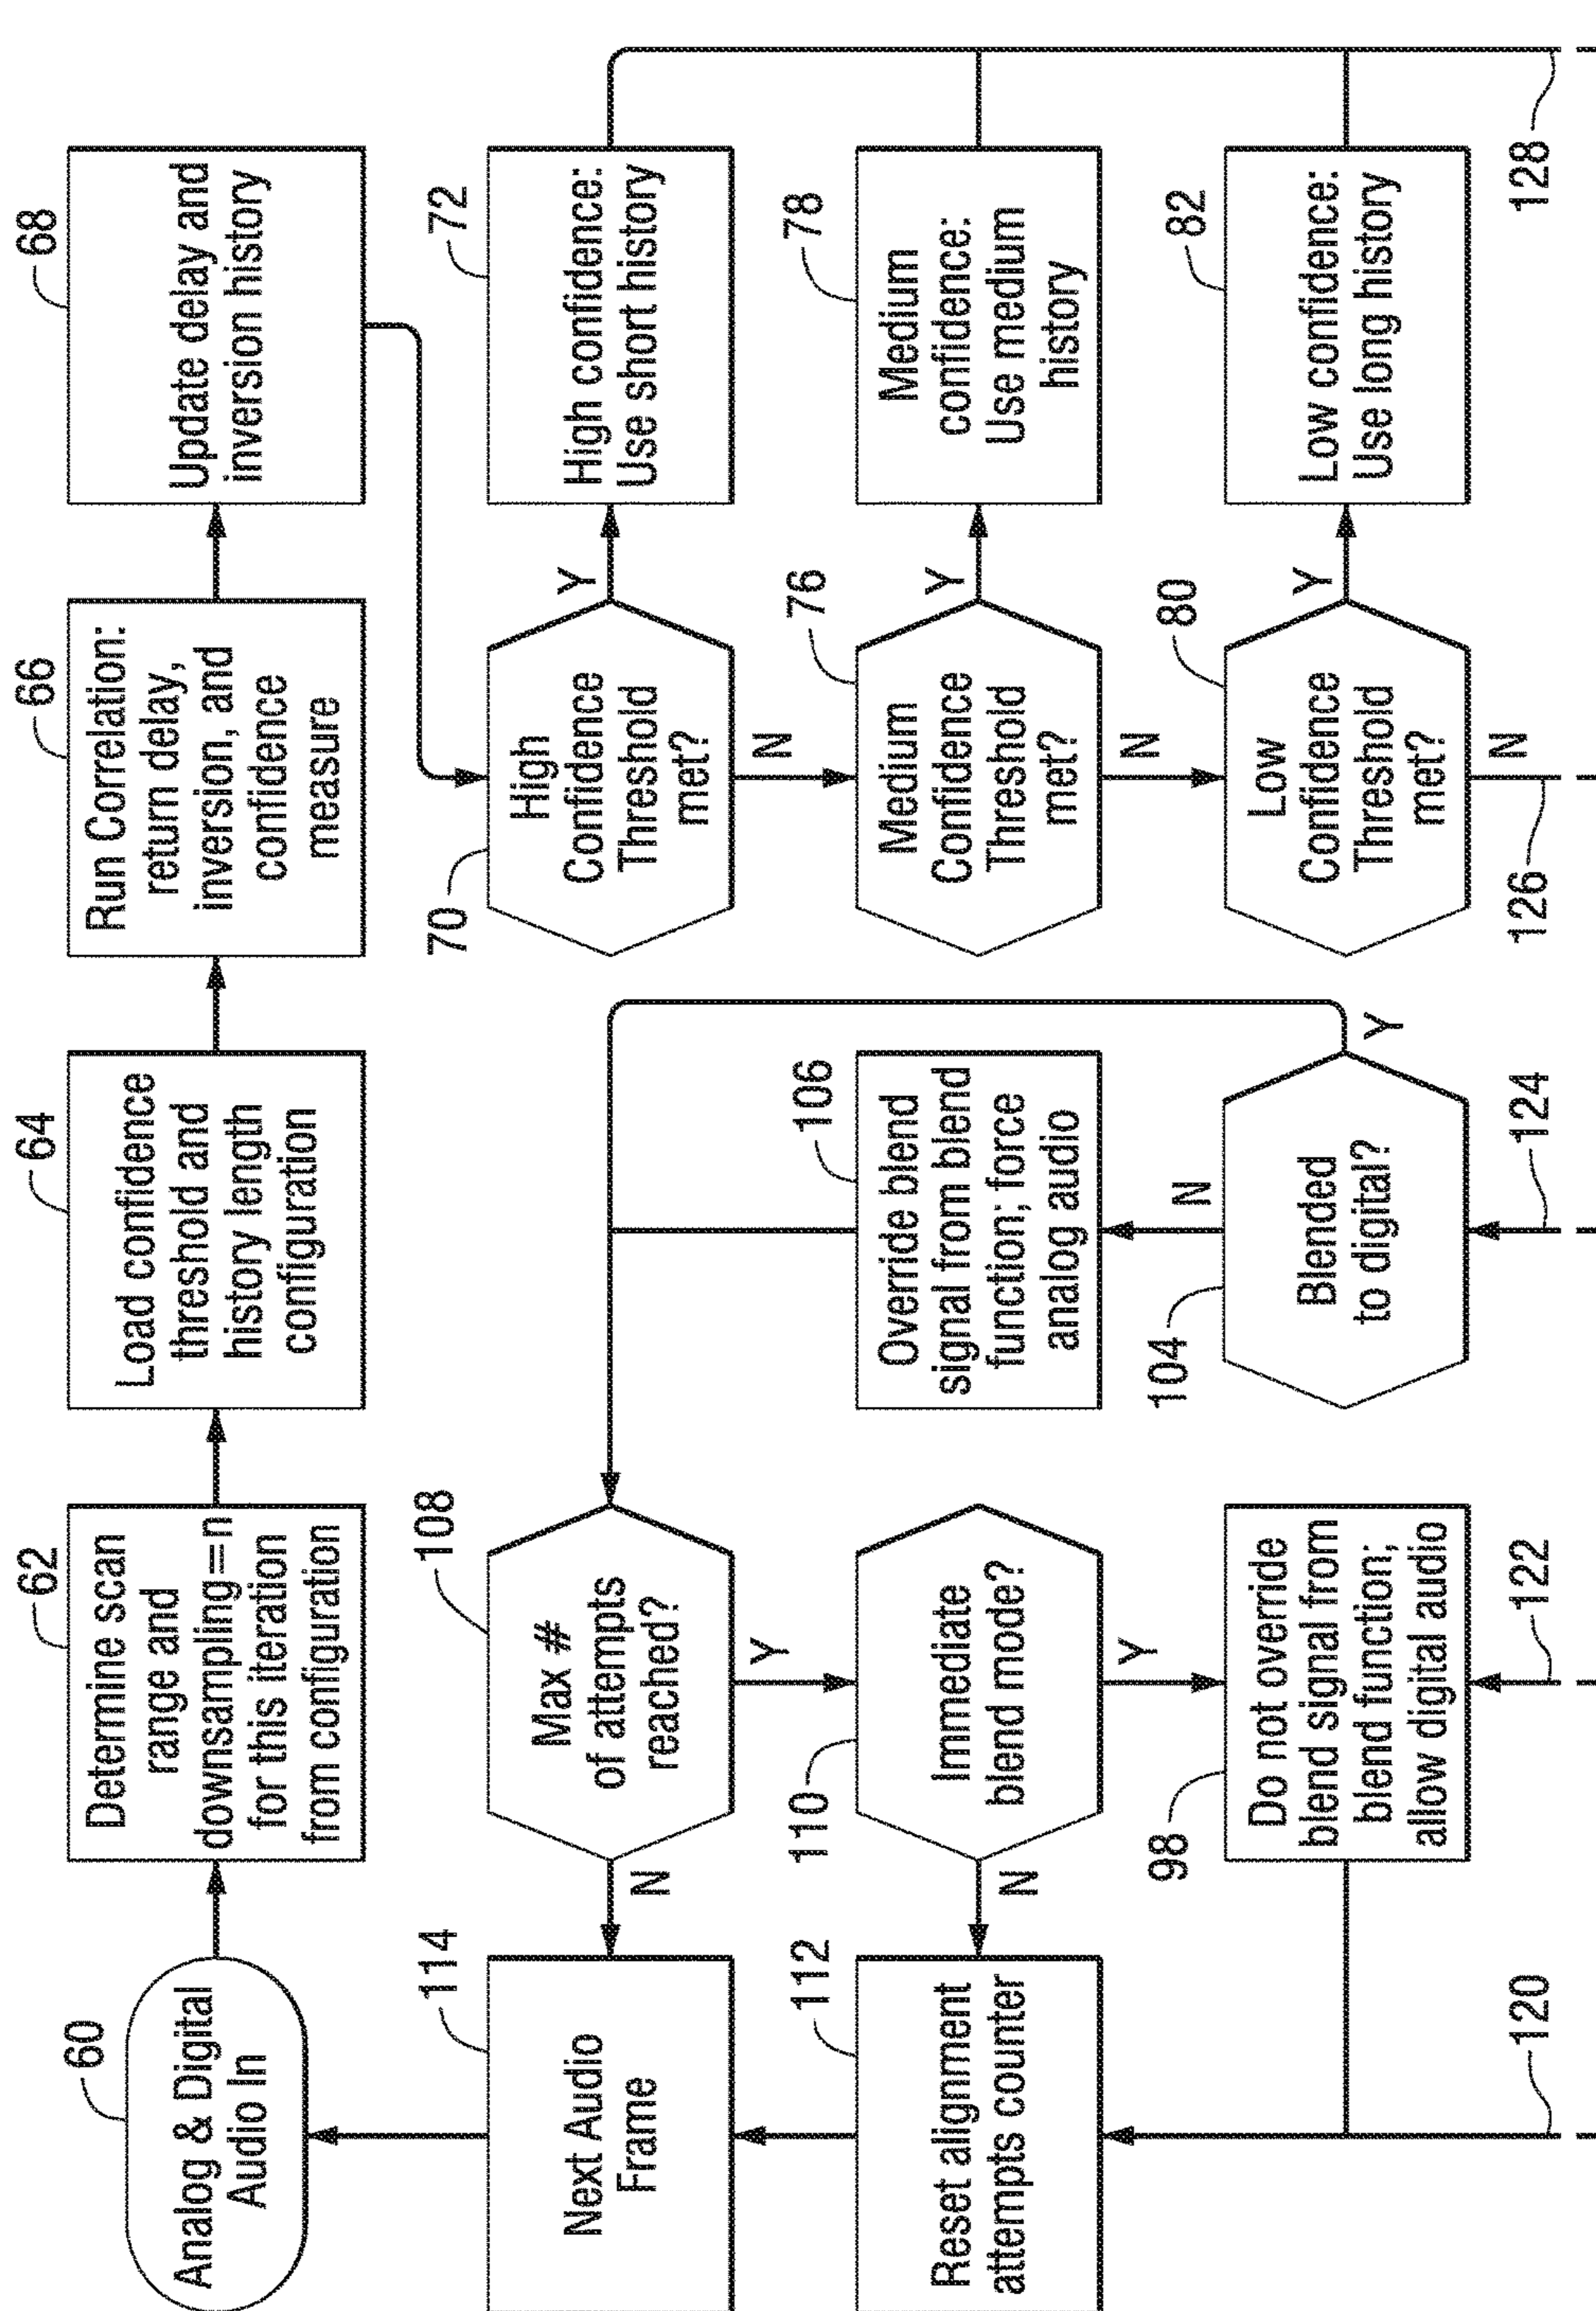 60
Analog & Digital
Audio In
62
Determine scan
range and
downsampling=n
for this iteration
from configuration
64
Load confidence
threshold and
history length
configuration
66
Run Correlation:
return delay,
inversion, and
confidence
measure
68
Update delay and
inversion history
114
Next Audio
Frame
N
108
Max #
of attempts
reached?
Y
70
High
Confidence
Threshold
met?
Y
N
72
High confidence:
Use short history
112
Reset alignment
attempts counter
N
110
Immediate
blend mode?
Y
106
Override blend
signal from blend
function; force
analog audio
N
76
Medium
Confidence
Threshold
met?
Y
N
78
Medium
confidence:
Use medium
history
98
Do not override
blend signal from
blend function;
allow digital audio
104
Blended
to digital?
Y
80
Low
Confidence
Threshold
met?
Y
N
82
Low confidence:
Use long history
120
122
124
126
128